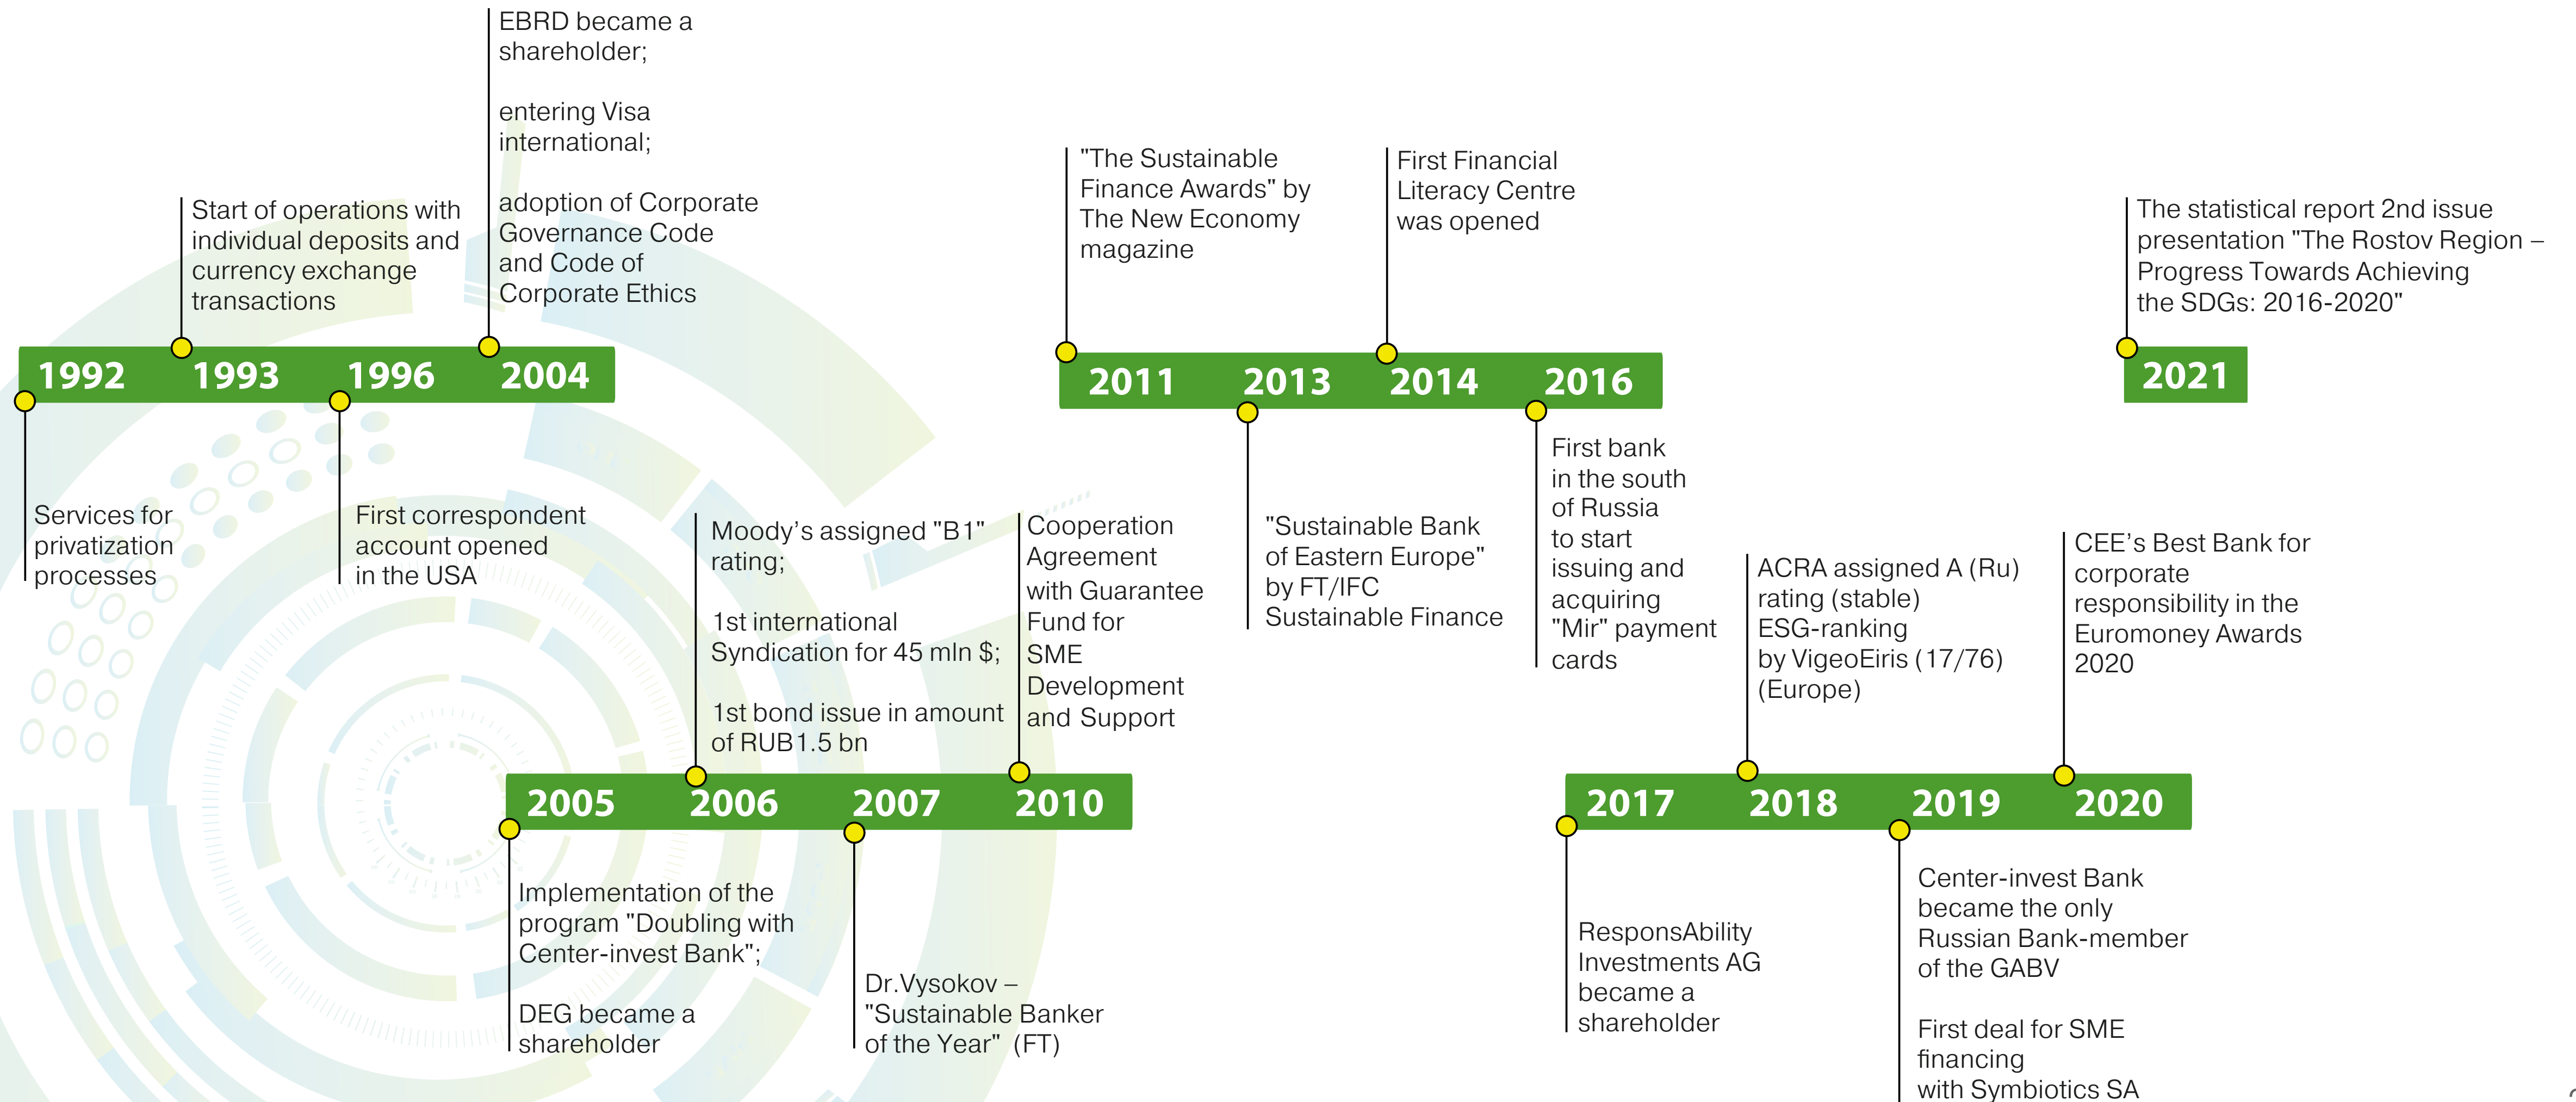 EBRD became a
shareholder;
entering Visa
international;
adoption of Corporate
Governance Code
and Code of
Corporate Ethics
Start of operations with
individual deposits and
currency exchange
transactions
1992 1993 1996 2004
Services for
privatization
processes
First correspondent
account opened
in the USA
Moody's assigned "B1"
rating;
1st international
Syndication for 45 mln $;
1st bond issue in amount
of RUB1.5 bn
Cooperation
Agreement
with Guarantee
Fund for
SME
Development
and Support
2005 2006 2007 2010
Implementation of the
program "Doubling with
Center-invest Bank";
DEG became a
shareholder
Dr.Vysokov –
"Sustainable Banker
of the Year" (FT)
"The Sustainable
Finance Awards" by
The New Economy
magazine
First Financial
Literacy Centre
was opened
2011 2013 2014 2016
"Sustainable Bank
of Eastern Europe"
by FT/IFC
Sustainable Finance
First bank
in the south
of Russia
to start
issuing and
acquiring
"Mir" payment
cards
ACRA assigned A (Ru)
rating (stable)
ESG-ranking
by VigeoEiris (17/76)
(Europe)
CEE's Best Bank for
corporate
responsibility in the
Euromoney Awards
2020
2017 2018 2019 2020
ResponsAbility
Investments AG
became a
shareholder
Center-invest Bank
became the only
Russian Bank-member
of the GABV
First deal for SME
financing
with Symbiotics SA
The statistical report 2nd issue
presentation "The Rostov Region –
Progress Towards Achieving
the SDGs: 2016-2020"
2021